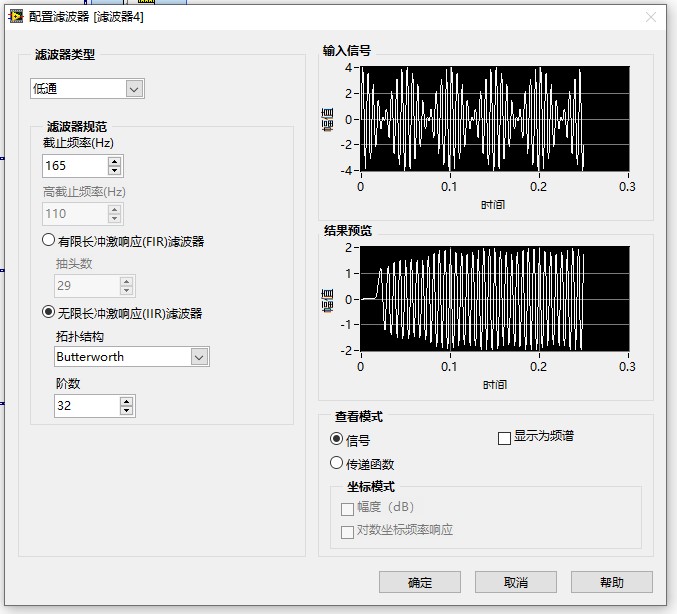 配置滤波器 [滤波器4]
滤波器类型
低通
滤波器规范
截止频率(Hz)
165
高截止频率(Hz)
110
有限长冲激响应(FIR)滤波器
抽头数
29
无限长冲激响应(IIR)滤波器
拓扑结构
Butterworth
阶数
32
输入信号
幅值
4
2
0
-2
-4
0 0.1 0.2 0.3
时间
结果预览
幅值
2
1
0
-1
-2
0 0.1 0.2 0.3
时间
查看模式
信号
显示为频谱
传递函数
坐标模式
幅度（dB）
对数坐标频率响应
确定 取消 帮助